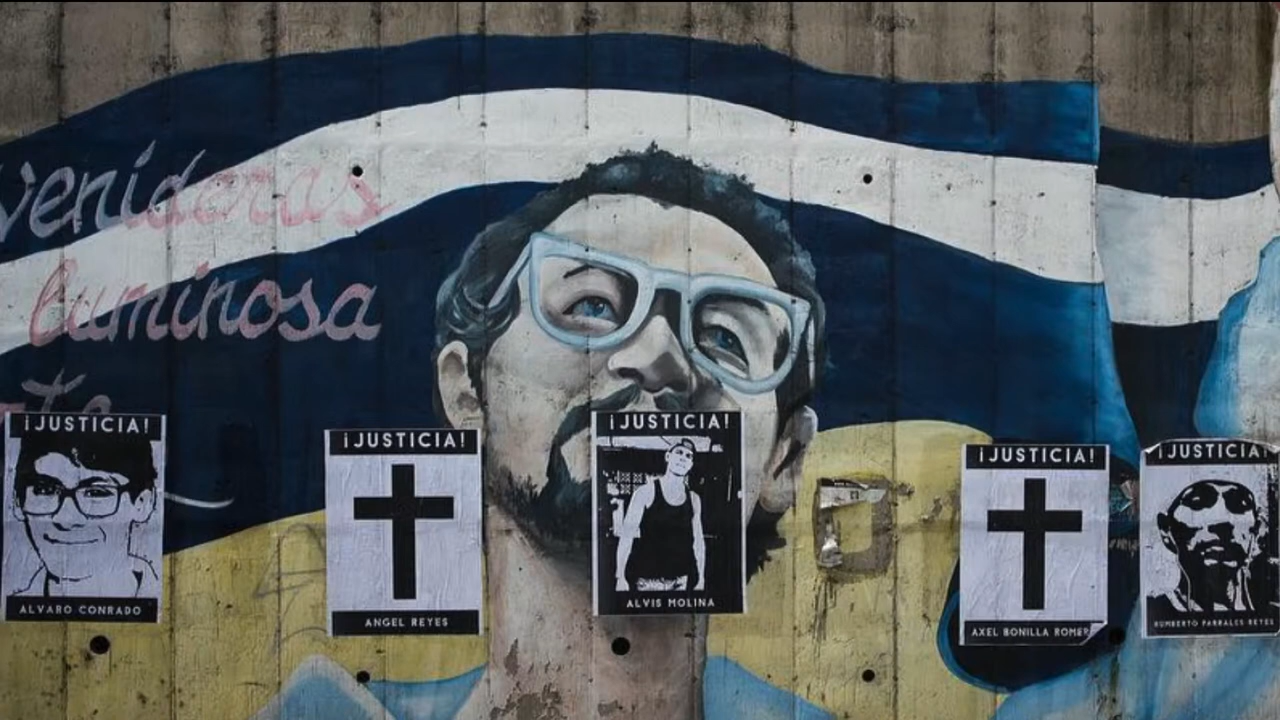 venideras
luminosa
¡JUSTICIA!
ALVARO CONRADO
¡JUSTICIA!
ANGEL REYES
¡JUSTICIA!
ALVIS MOLINA
¡JUSTICIA!
AXEL BONILLA ROMER
¡JUSTICIA!
HUMBERTO PARRALES REYES